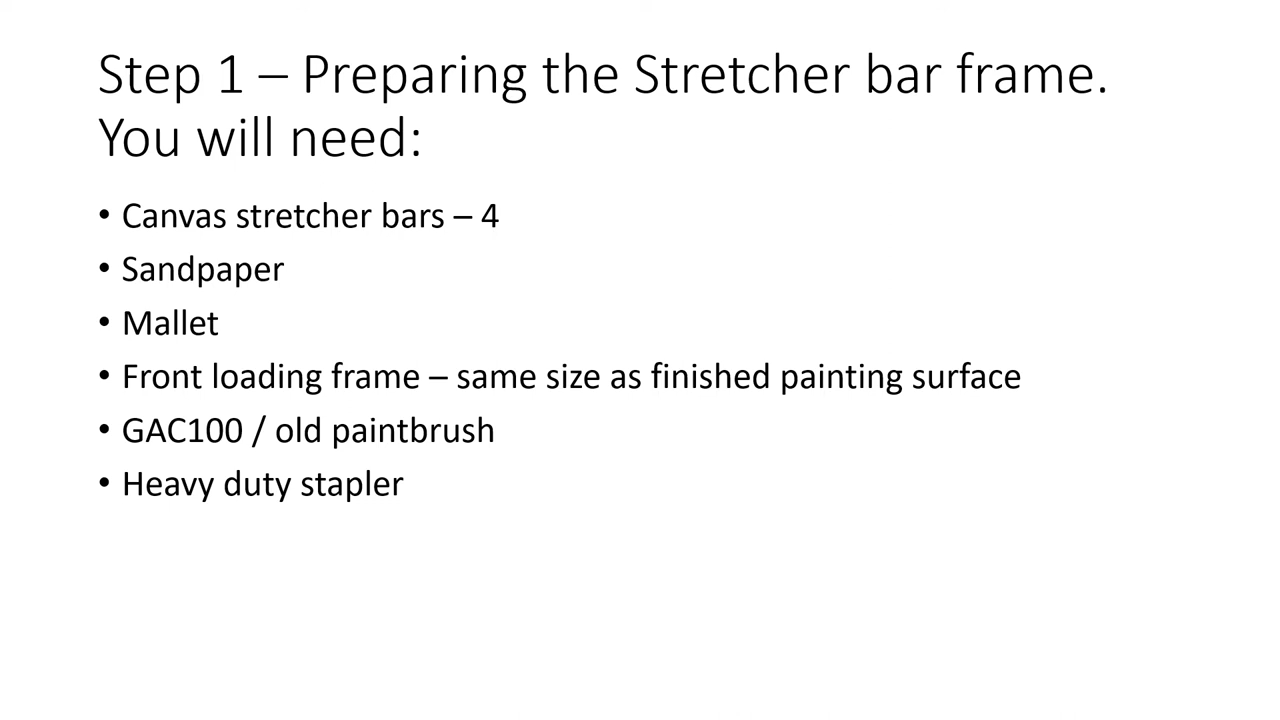 Step 1 – Preparing the Stretcher bar frame.
You will need:
• Canvas stretcher bars – 4
• Sandpaper
• Mallet
• Front loading frame – same size as finished painting surface
• GAC100 / old paintbrush
• Heavy duty stapler